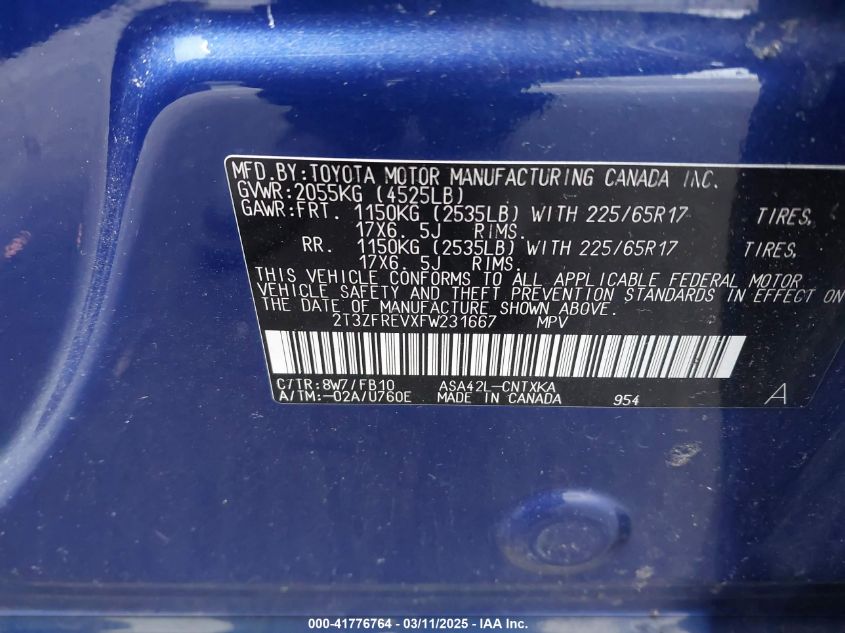 MFD.BY:TOYOTA MOTOR MANUFACTURING CANADA INC.
GVWR:2055KG (4525LB)
GAWR:FRT. 1150KG (2535LB) WITH 225/65R17 TIRES,
17X6.5J RIMS.
RR. 1150KG (2535LB) WITH 225/65R17 TIRES,
17X6.5J RIMS.
THIS VEHICLE CONFORMS TO ALL APPLICABLE FEDERAL MOTOR
VEHICLE SAFETY AND THEFT PREVENTION STANDARDS IN EFFECT ON
THE DATE OF MANUFACTURE SHOWN ABOVE.
2T3ZFREVXFW231667 MPV
C/TR:8W7/FB10 ASA42L-CNTXKA
A/TM:-02A/U760E MADE IN CANADA 954 A
000-41776764 - 03/11/2025 - IAA Inc.